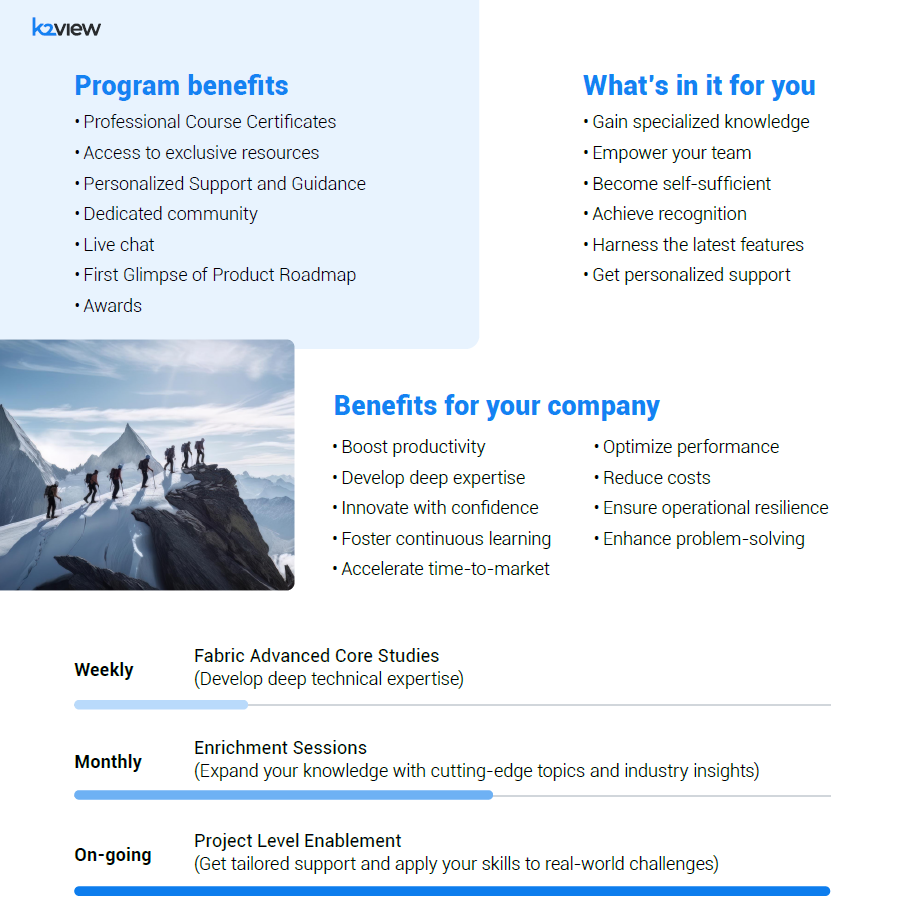 k2view
Program benefits
• Professional Course Certificates
• Access to exclusive resources
• Personalized Support and Guidance
• Dedicated community
• Live chat
• First Glimpse of Product Roadmap
• Awards
What's in it for you
• Gain specialized knowledge
• Empower your team
• Become self-sufficient
• Achieve recognition
• Harness the latest features
• Get personalized support
Benefits for your company
• Boost productivity
• Develop deep expertise
• Innovate with confidence
• Foster continuous learning
• Accelerate time-to-market
• Optimize performance
• Reduce costs
• Ensure operational resilience
• Enhance problem-solving
Weekly
Fabric Advanced Core Studies
(Develop deep technical expertise)
Monthly
Enrichment Sessions
(Expand your knowledge with cutting-edge topics and industry insights)
On-going
Project Level Enablement
(Get tailored support and apply your skills to real-world challenges)